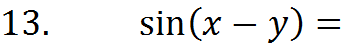 13. sin(x − y) =